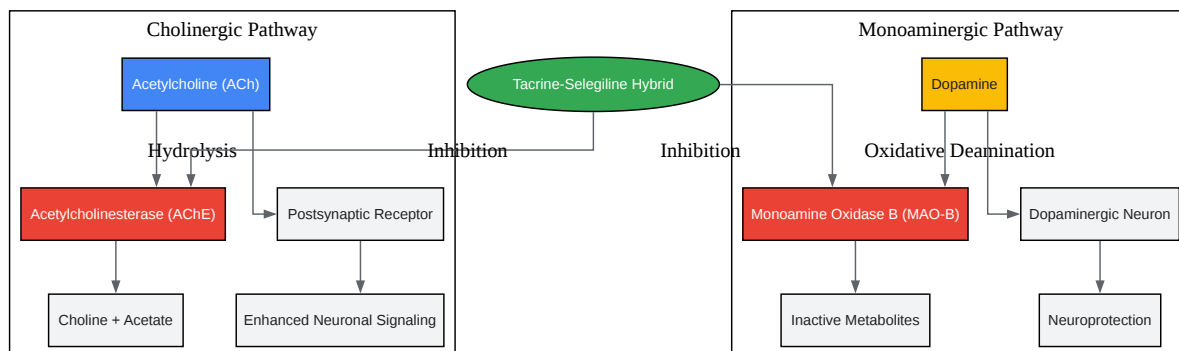 Cholinergic Pathway
Monoaminergic Pathway
Acetylcholine (ACh)
Tacrine-Selegiline Hybrid
Dopamine
Hydrolysis
Inhibition
Inhibition
Oxidative Deamination
Acetylcholinesterase (AChE)
Postsynaptic Receptor
Monoamine Oxidase B (MAO-B)
Dopaminergic Neuron
Choline + Acetate
Enhanced Neuronal Signaling
Inactive Metabolites
Neuroprotection